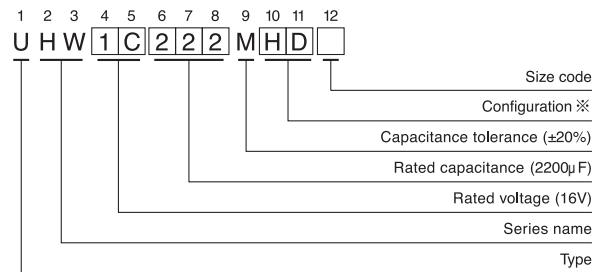 1 2 3 4 5 6 7 8 9 10 11 12
U H W 1 C 2 2 2 M H D
Size code
Configuration ※
Capacitance tolerance (±20%)
Rated capacitance (2200µF)
Rated voltage (16V)
Series name
Type